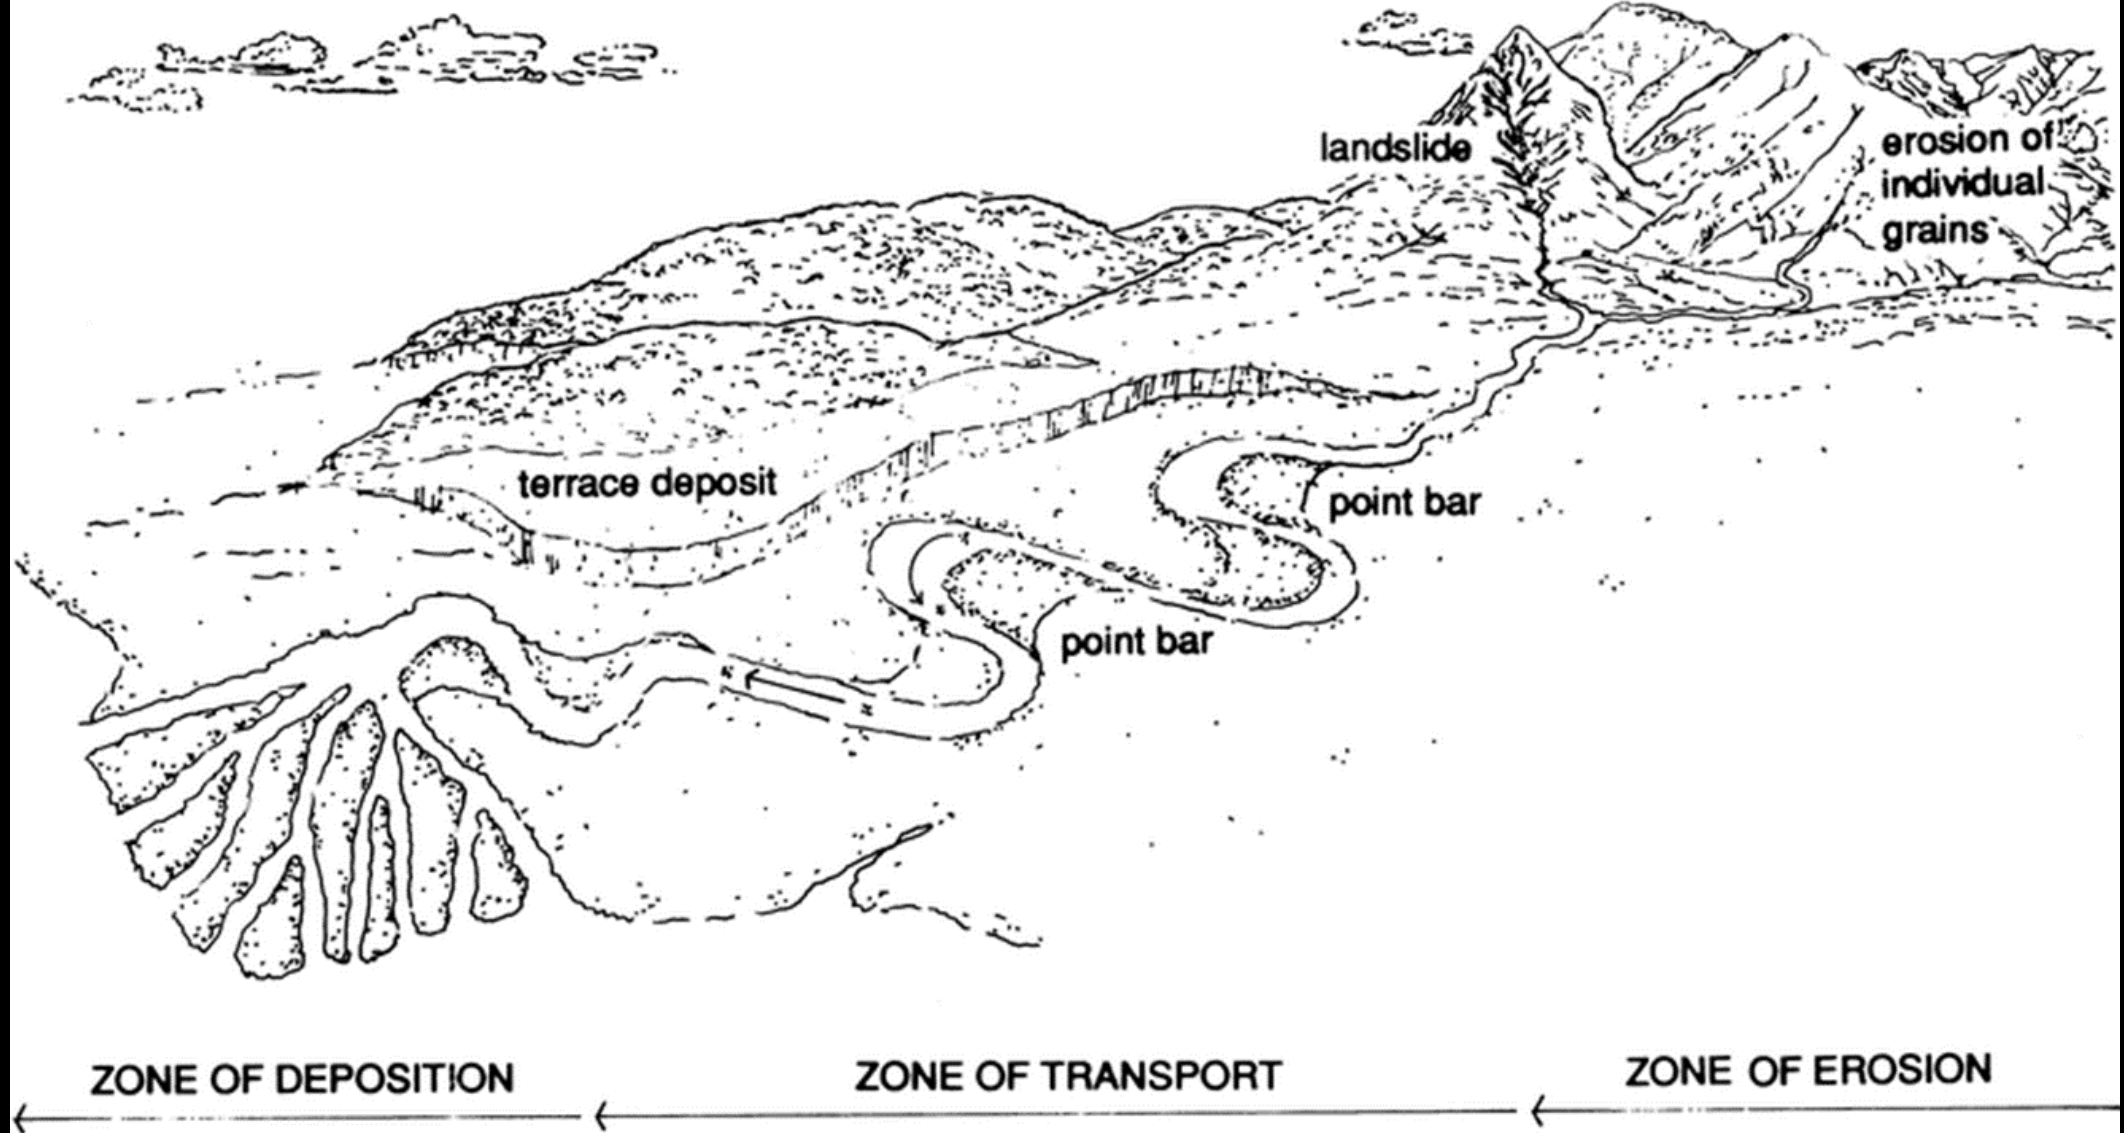 landslide
erosion of
individual
grains
terrace deposit
point bar
point bar
ZONE OF DEPOSITION
ZONE OF TRANSPORT
ZONE OF EROSION